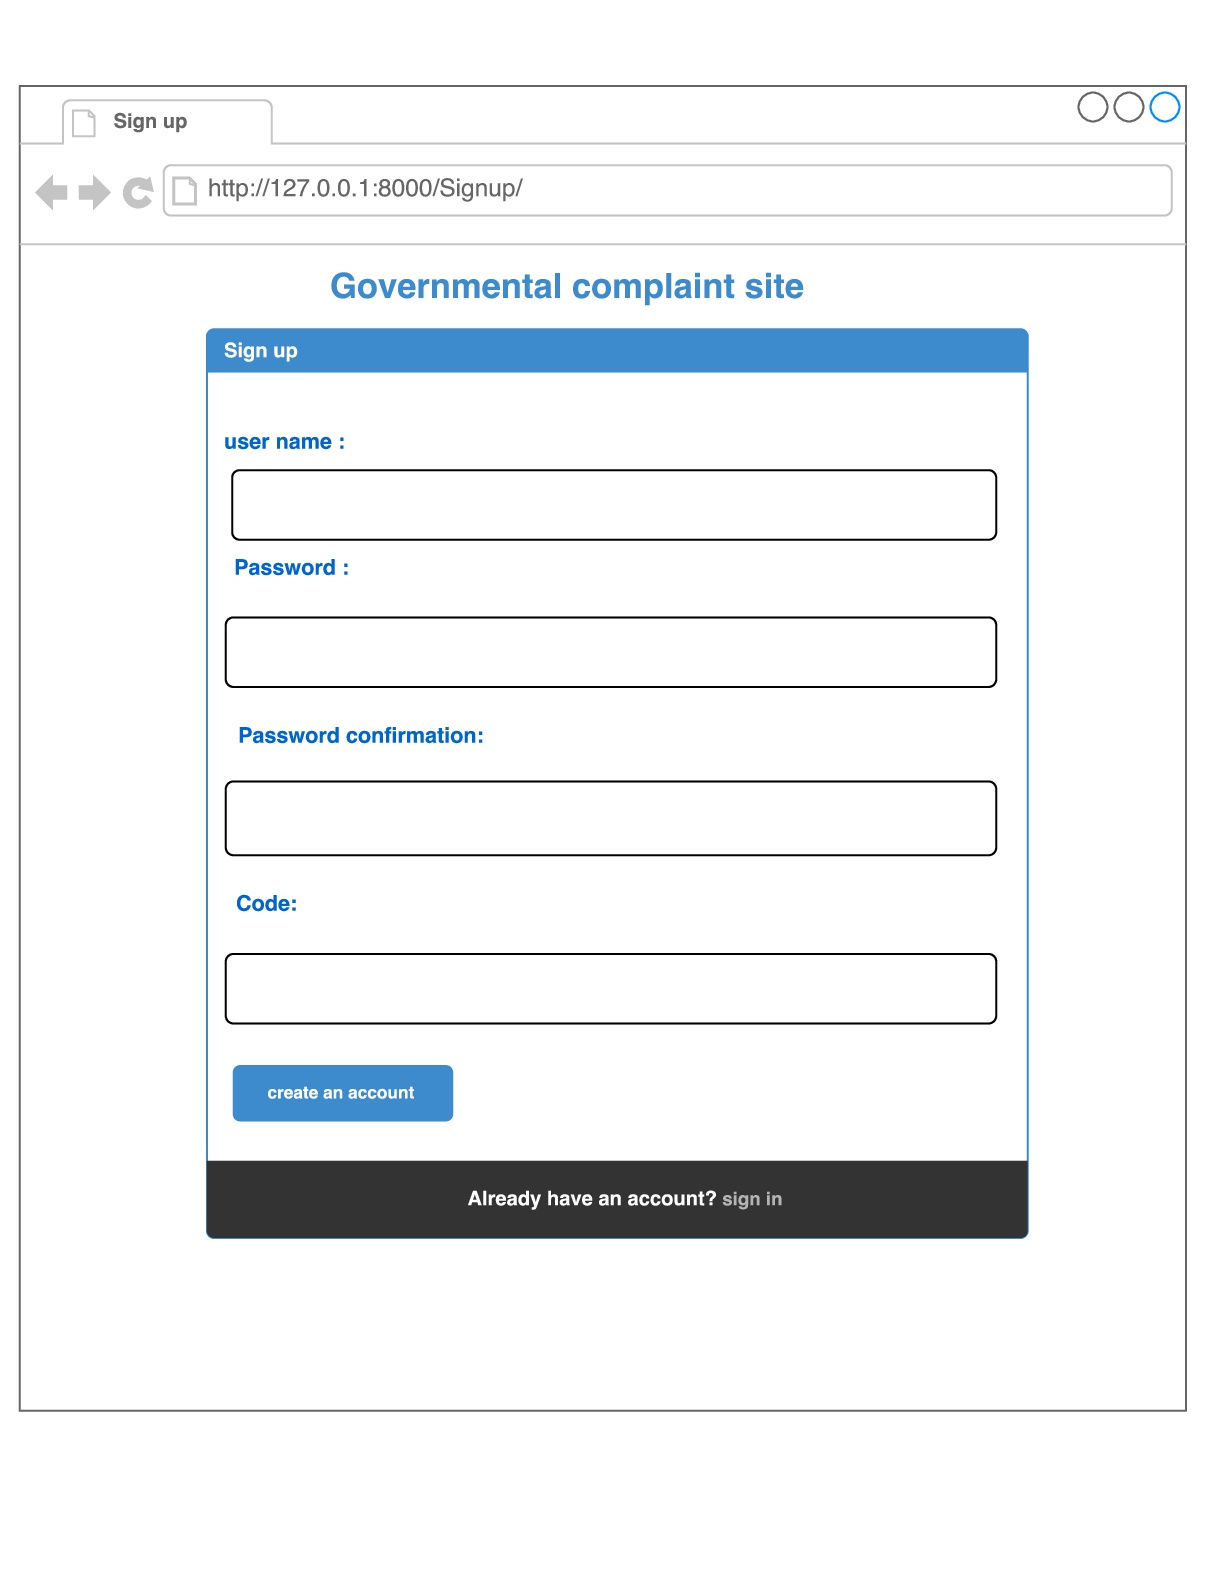 Sign up
http://127.0.0.1:8000/Signup/
Governmental complaint site
Sign up
user name :
Password :
Password confirmation:
Code:
create an account
Already have an account? sign in